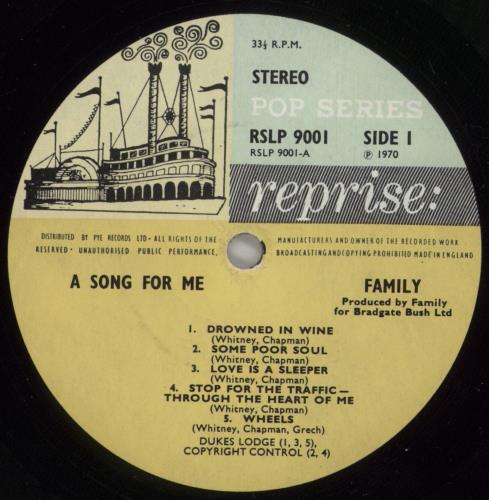 33⅓ R.P.M.
STEREO
POP SERIES
RSLP 9001 SIDE 1
RSLP 9001-A ℗ 1970
reprise:
DISTRIBUTED BY PYE RECORDS LTD • ALL RIGHTS OF THE MANUFACTURERS AND OWNER OF THE RECORDED WORK
RESERVED • UNAUTHORISED PUBLIC PERFORMANCE, BROADCASTING AND COPYING PROHIBITED MADE IN ENGLAND
A SONG FOR ME FAMILY
Produced by Family
for Bradgate Bush Ltd
1. DROWNED IN WINE
(Whitney, Chapman)
2. SOME POOR SOUL
(Whitney, Chapman)
3. LOVE IS A SLEEPER
(Whitney, Chapman)
4. STOP FOR THE TRAFFIC—
THROUGH THE HEART OF ME
(Whitney, Chapman)
5. WHEELS
(Whitney, Chapman, Grech)
DUKES LODGE (1, 3, 5),
COPYRIGHT CONTROL (2, 4)